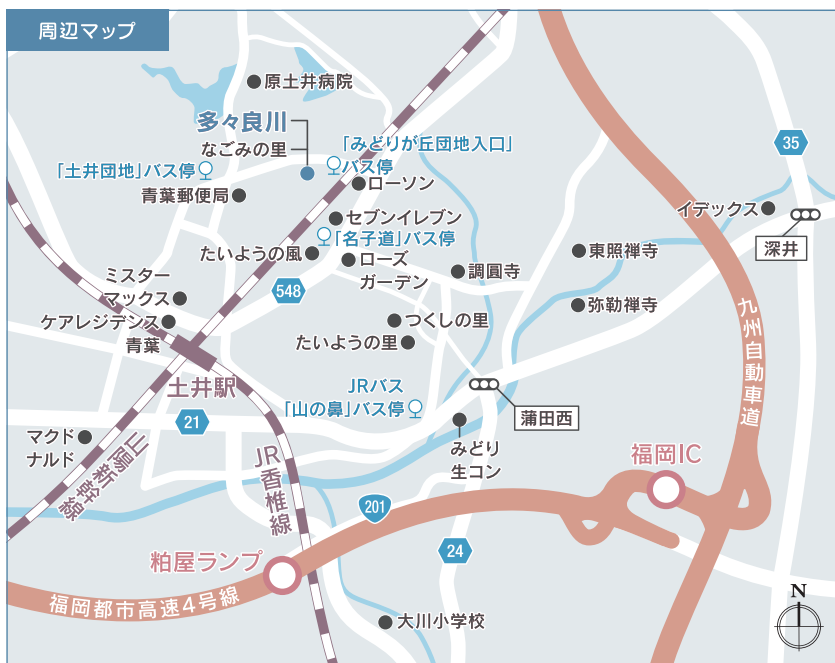 周辺マップ
原土井病院
多々良川
なごみの里
「みどりが丘団地入口」
バス停
「土井団地」バス停
ローソン
青葉郵便局
セブンイレブン
「名子道」バス停
たいようの風
ローズ
ガーデン
調圓寺
東照禅寺
弥勒禅寺
イデックス
35
深井
548
ミスター
マックス
ケアレジデンス
青葉
つくしの里
たいようの里
土井駅
JRバス
「山の鼻」バス停
21
蒲田西
マクド
ナルド
山陽新幹線
JR香椎線
みどり
生コン
九州自動車道
福岡IC
201
24
粕屋ランプ
福岡都市高速4号線
大川小学校
N